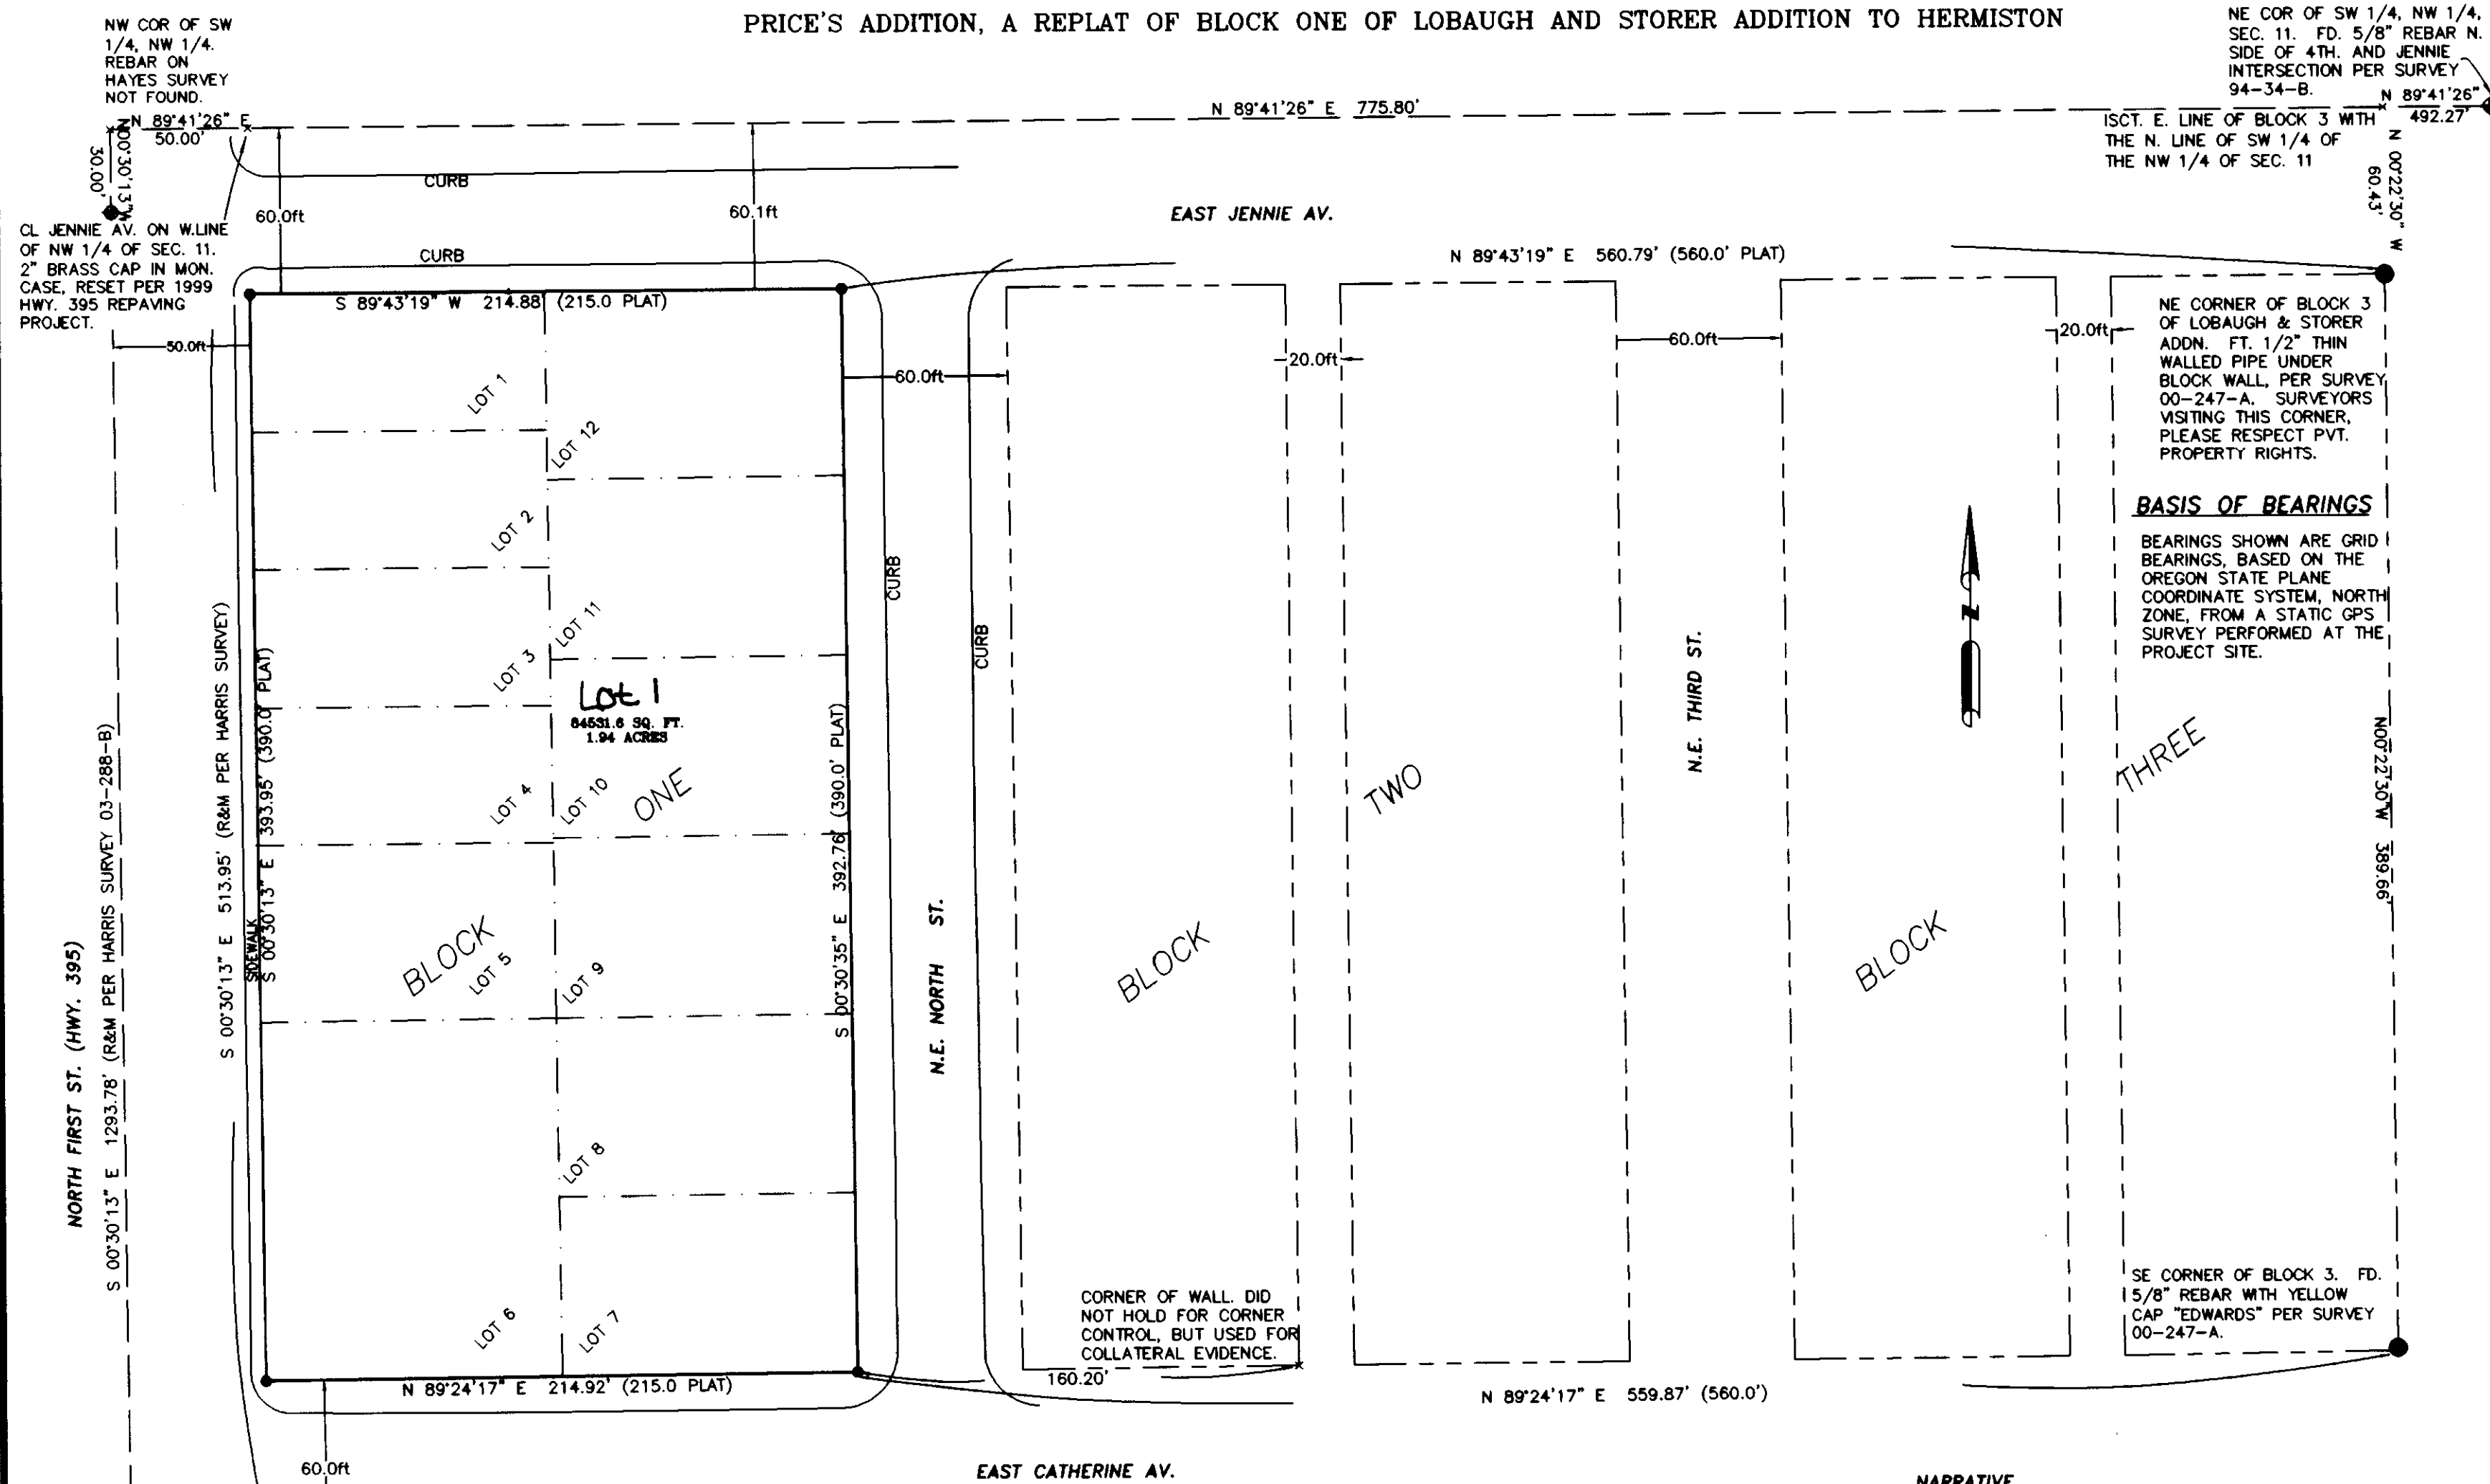 PRICE'S ADDITION, A REPLAT OF BLOCK ONE OF LOBAUGH AND STORER ADDITION TO HERMISTON
NW COR OF SW
1/4, NW 1/4.
REBAR ON
HAYES SURVEY
NOT FOUND.
NE COR OF SW 1/4, NW 1/4,
SEC. 11. FD. 5/8" REBAR N.
SIDE OF 4TH. AND JENNIE
INTERSECTION PER SURVEY
94-34-B.
N 89°41'26" E
50.00'
N 89°41'26" E 775.80'
N 89°41'26"
492.27'
ISCT. E. LINE OF BLOCK 3 WITH
THE N. LINE OF SW 1/4 OF
THE NW 1/4 OF SEC. 11
N00°30'13"W
30.00'
N 00°22'30" W
60.43'
CURB
60.0ft
60.1ft
EAST JENNIE AV.
CL JENNIE AV. ON W.LINE
OF NW 1/4 OF SEC. 11.
2" BRASS CAP IN MON.
CASE, RESET PER 1999
HWY. 395 REPAVING
PROJECT.
CURB
N 89°43'19" E 560.79' (560.0' PLAT)
S 89°43'19" W 214.88' (215.0 PLAT)
50.0ft
60.0ft
20.0ft
60.0ft
20.0ft
NE CORNER OF BLOCK 3
OF LOBAUGH & STORER
ADDN. FT. 1/2" THIN
WALLED PIPE UNDER
BLOCK WALL, PER SURVEY
00-247-A. SURVEYORS
VISITING THIS CORNER,
PLEASE RESPECT PVT.
PROPERTY RIGHTS.
LOT 1
LOT 12
LOT 2
LOT 11
LOT 3
BASIS OF BEARINGS
BEARINGS SHOWN ARE GRID
BEARINGS, BASED ON THE
OREGON STATE PLANE
COORDINATE SYSTEM, NORTH
ZONE, FROM A STATIC GPS
SURVEY PERFORMED AT THE
PROJECT SITE.
N
CURB
CURB
Lot 1
84531.6 SQ. FT.
1.94 ACRES
LOT 4
LOT 10
BLOCK ONE
LOT 5
LOT 9
LOT 8
LOT 6
LOT 7
NORTH FIRST ST. (HWY. 395)
S 00°30'13" E 1293.78' (R&M PER HARRIS SURVEY 03-288-B)
S 00°30'13" E 513.95' (R&M PER HARRIS SURVEY)
SIDEWALK
S 00°30'13" E 393.95' (390.0' PLAT)
S 00°30'35" E 392.76' (390.0' PLAT)
N.E. NORTH ST.
BLOCK TWO
N.E. THIRD ST.
BLOCK THREE
N00°22'30"W 389.66'
CORNER OF WALL. DID
NOT HOLD FOR CORNER
CONTROL, BUT USED FOR
COLLATERAL EVIDENCE.
160.20'
SE CORNER OF BLOCK 3. FD.
5/8" REBAR WITH YELLOW
CAP "EDWARDS" PER SURVEY
00-247-A.
N 89°24'17" E 214.92' (215.0 PLAT)
N 89°24'17" E 559.87' (560.0')
60.0ft
EAST CATHERINE AV.
NARRATIVE